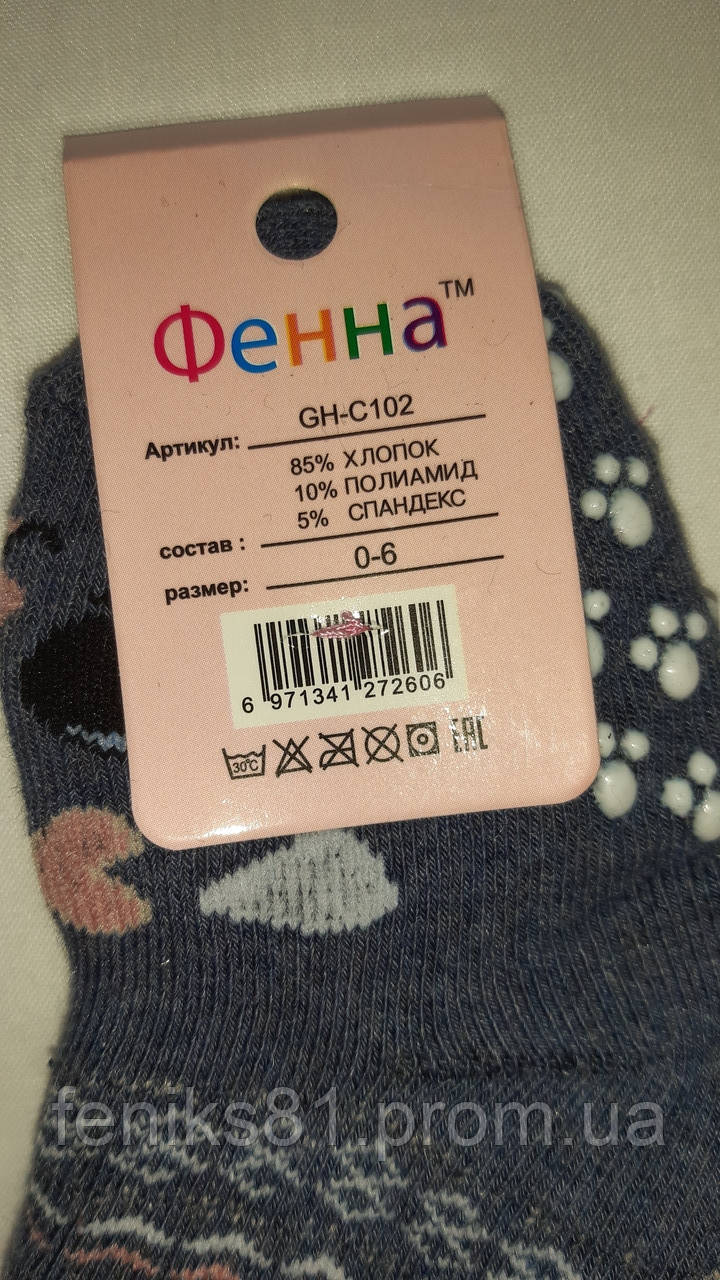 Фенна™
Артикул: GH-C102
85% ХЛОПОК
10% ПОЛИАМИД
5% СПАНДЕКС
состав :
размер: 0-6
6 971341 272606
30°C
EAC
feniks81.prom.ua